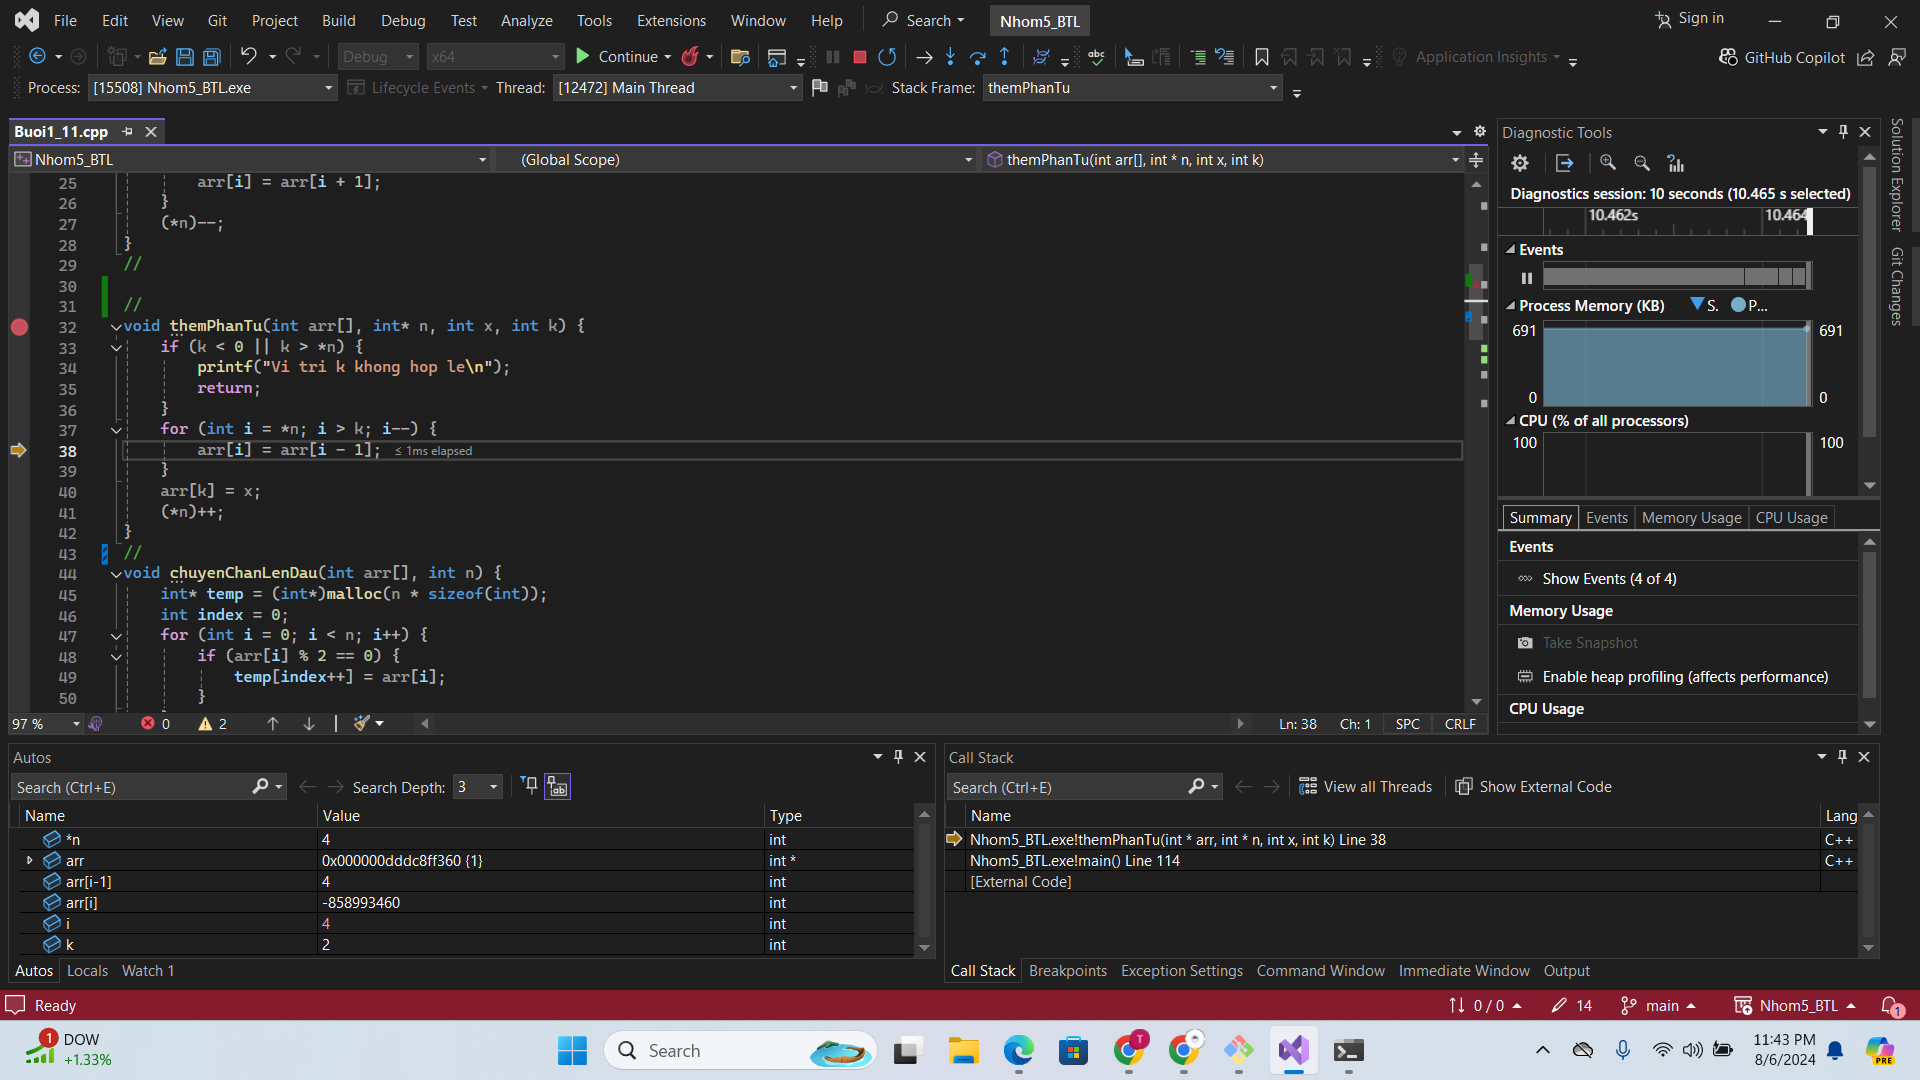 File Edit View Git Project Build Debug Test Analyze Tools Extensions Window Help Search Nhom5_BTL Sign in
Debug x64 Continue Application Insights GitHub Copilot
Process: [15508] Nhom5_BTL.exe Lifecycle Events Thread: [12472] Main Thread Stack Frame: themPhanTu
Buoi1_11.cpp
Nhom5_BTL (Global Scope) themPhanTu(int arr[], int * n, int x, int k)
25 arr[i] = arr[i + 1];
26 }
27 (*n)--;
28 }
29 //
30
31 //
32 void themPhanTu(int arr[], int* n, int x, int k) {
33 if (k < 0 || k > *n) {
34 printf("Vi tri k khong hop le\n");
35 return;
36 }
37 for (int i = *n; i > k; i--) {
38 arr[i] = arr[i - 1]; ≤ 1ms elapsed
39 }
40 arr[k] = x;
41 (*n)++;
42 }
43 //
44 void chuyenChanLenDau(int arr[], int n) {
45 int* temp = (int*)malloc(n * sizeof(int));
46 int index = 0;
47 for (int i = 0; i < n; i++) {
48 if (arr[i] % 2 == 0) {
49 temp[index++] = arr[i];
50 }
97 % 0 2 Ln: 38 Ch: 1 SPC CRLF
Diagnostic Tools
Diagnostics session: 10 seconds (10.465 s selected)
10.462s 10.464
Events
Process Memory (KB) S. P...
691 691
0 0
CPU (% of all processors)
100 100
Summary Events Memory Usage CPU Usage
Events
Show Events (4 of 4)
Memory Usage
Take Snapshot
Enable heap profiling (affects performance)
CPU Usage
Solution Explorer
Git Changes
Autos
Search (Ctrl+E) Search Depth: 3
Name Value Type
*n 4 int
arr 0x000000dddc8ff360 {1} int *
arr[i-1] 4 int
arr[i] -858993460 int
i 4 int
k 2 int
Autos Locals Watch 1
Call Stack
Search (Ctrl+E) View all Threads Show External Code
Name Lang
Nhom5_BTL.exe!themPhanTu(int * arr, int * n, int x, int k) Line 38 C++
Nhom5_BTL.exe!main() Line 114 C++
[External Code]
Call Stack Breakpoints Exception Settings Command Window Immediate Window Output
Ready 0 / 0 14 main Nhom5_BTL 1
1 DOW
+1.33%
Search
T
11:43 PM
8/6/2024
PRE